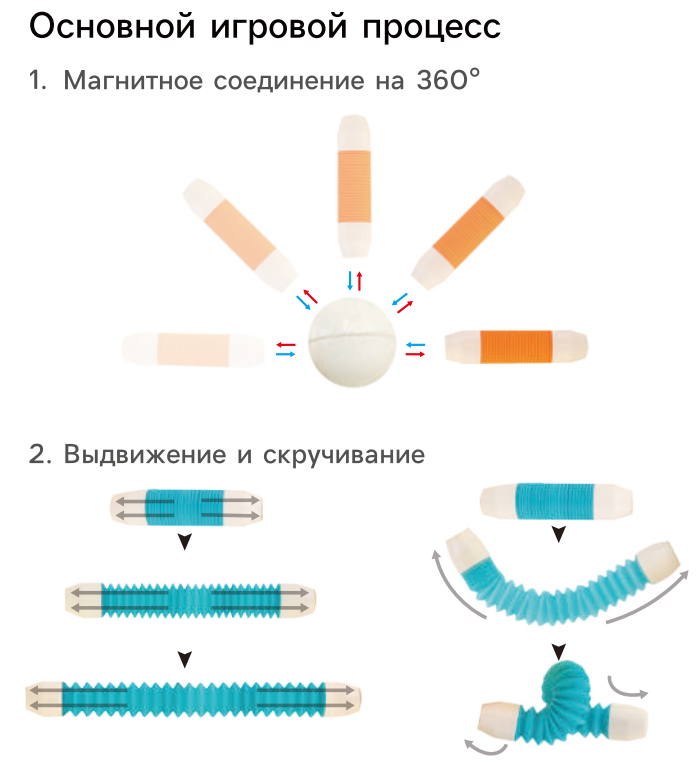 Основной игровой процесс
1. Магнитное соединение на 360°
2. Выдвижение и скручивание